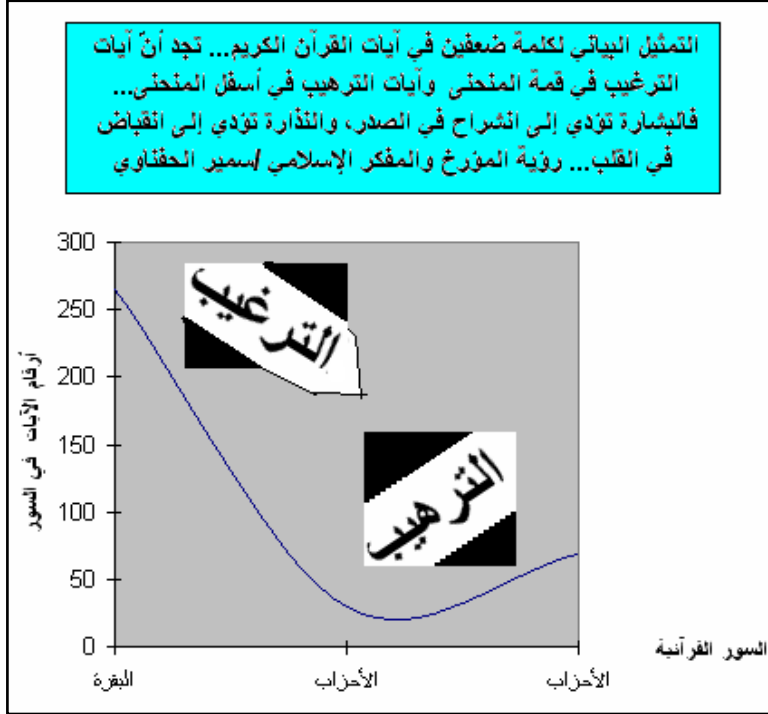 التمثيل البياني لكلمة ضعفين في آيات القرآن الكريم... تجد أنّ آيات
الترغيب في قمة المنحنى وآيات الترهيب في أسفل المنحنى...
فالبشارة تؤدي إلى انشراح في الصدر، والنذارة تؤدي إلى انقباض
في القلب... رؤية المؤرخ والمفكر الإسلامي /سمير الحفناوي
300
250
200
150
100
50
0
أرقام الآيات في السور
الترغيب
الترهيب
البقرة
الأحزاب
الأحزاب
السور القرآنية